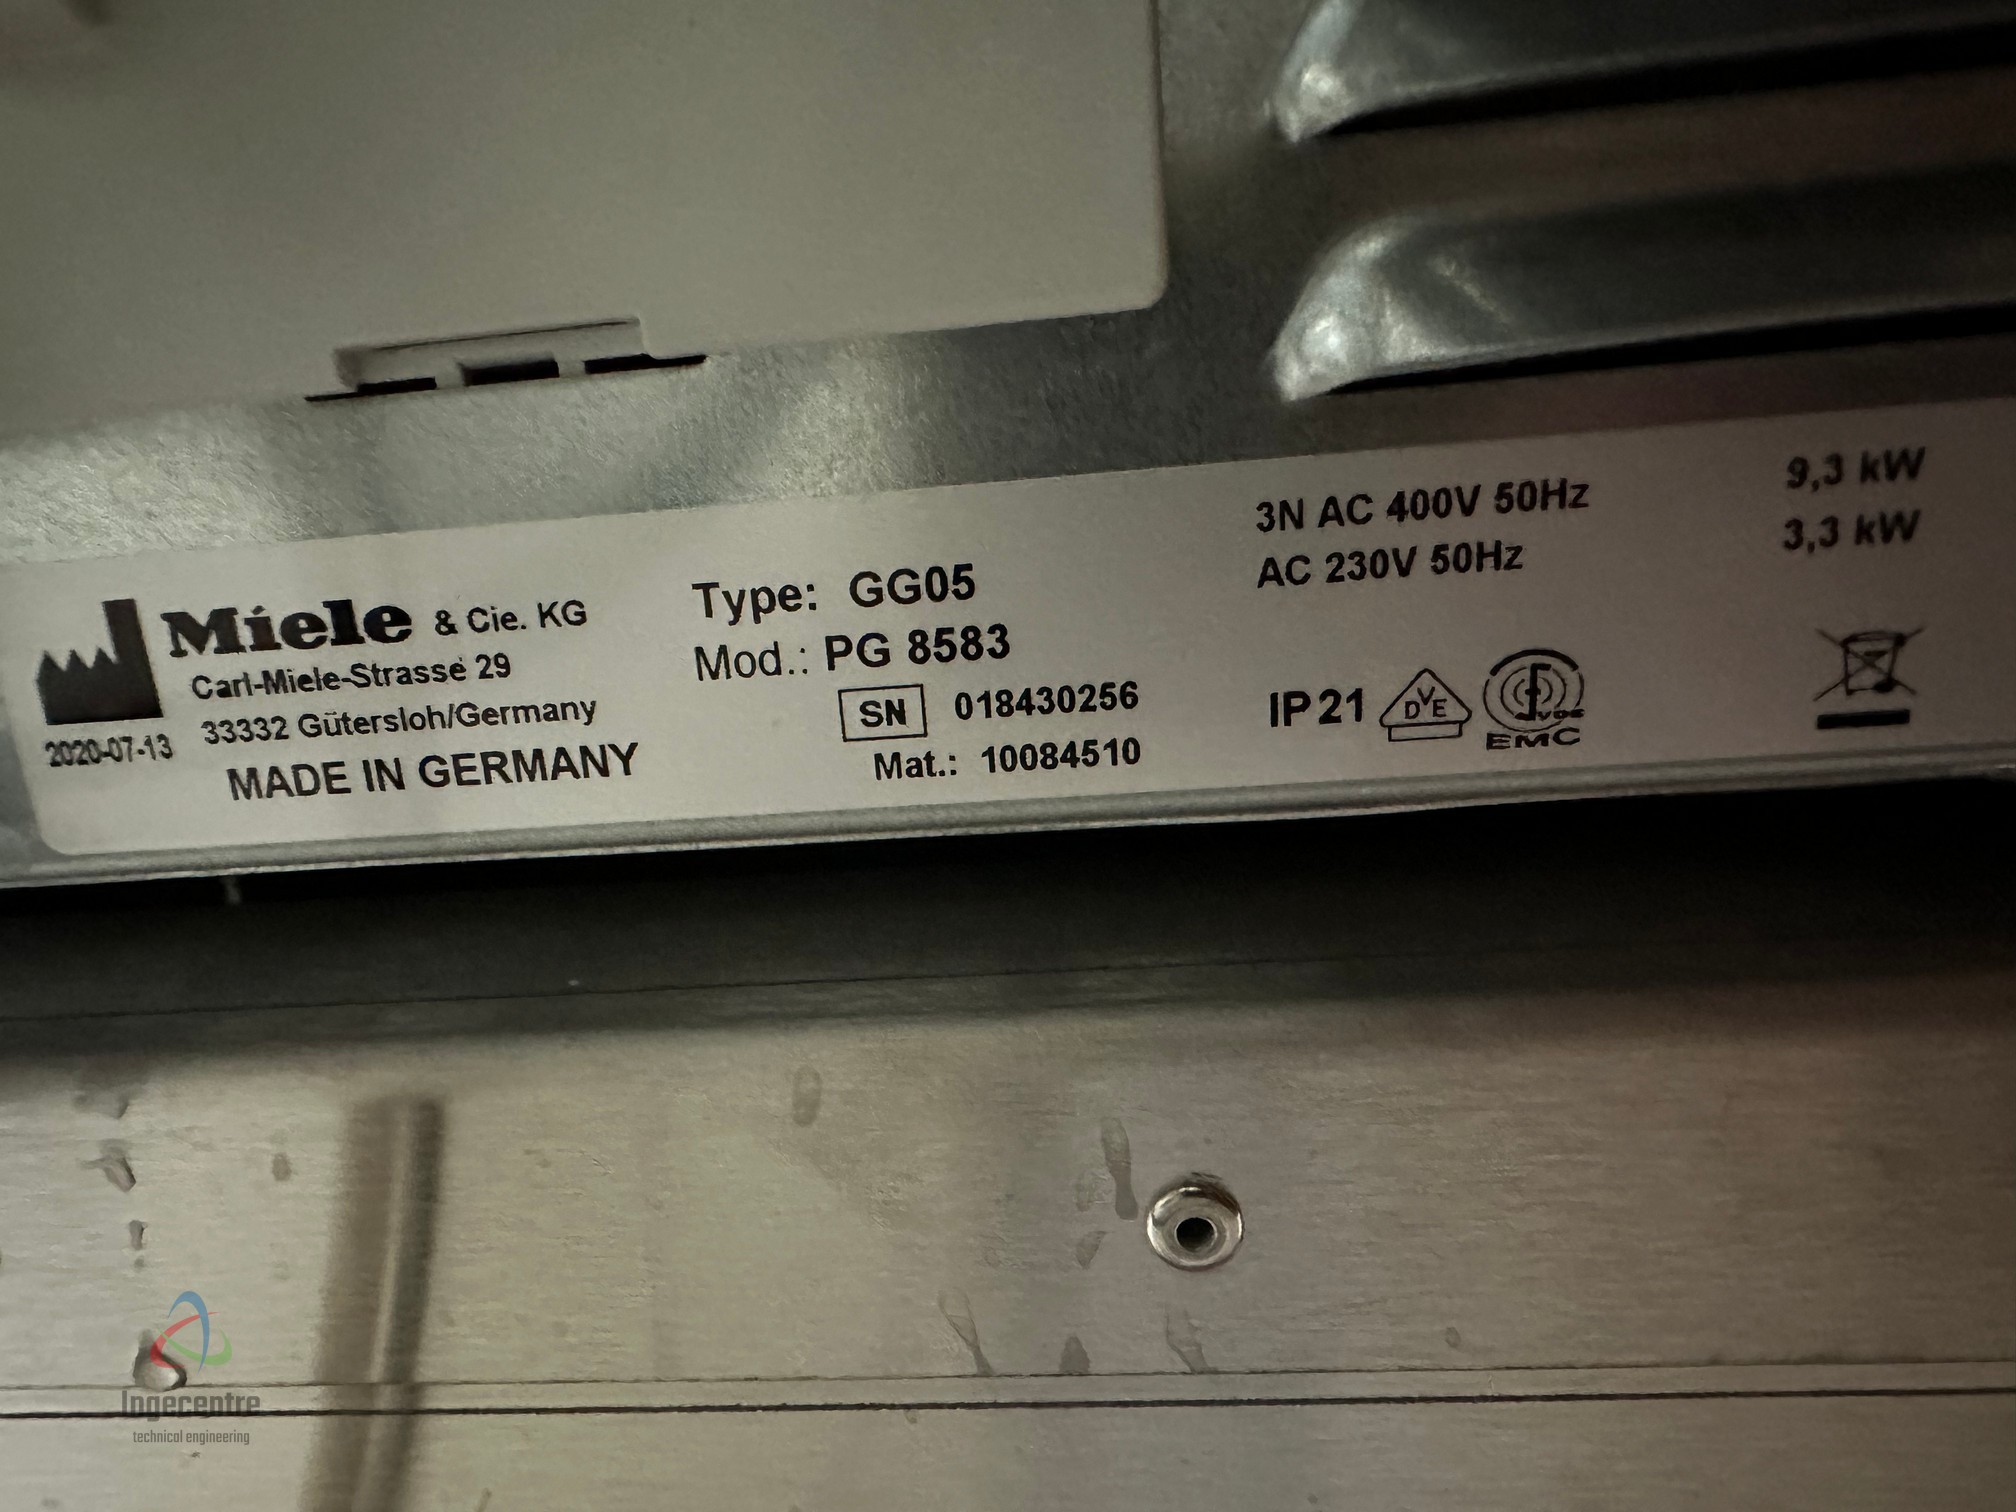 Miele & Cie. KG
Carl-Miele-Strasse 29
33332 Gütersloh/Germany
2020-07-13
MADE IN GERMANY
Type: GG05
Mod.: PG 8583
SN 018430256
Mat.: 10084510
3N AC 400V 50Hz 9,3 kW
AC 230V 50Hz 3,3 kW
IP21 DVE VDE
EMC
Ingecentre
technical engineering